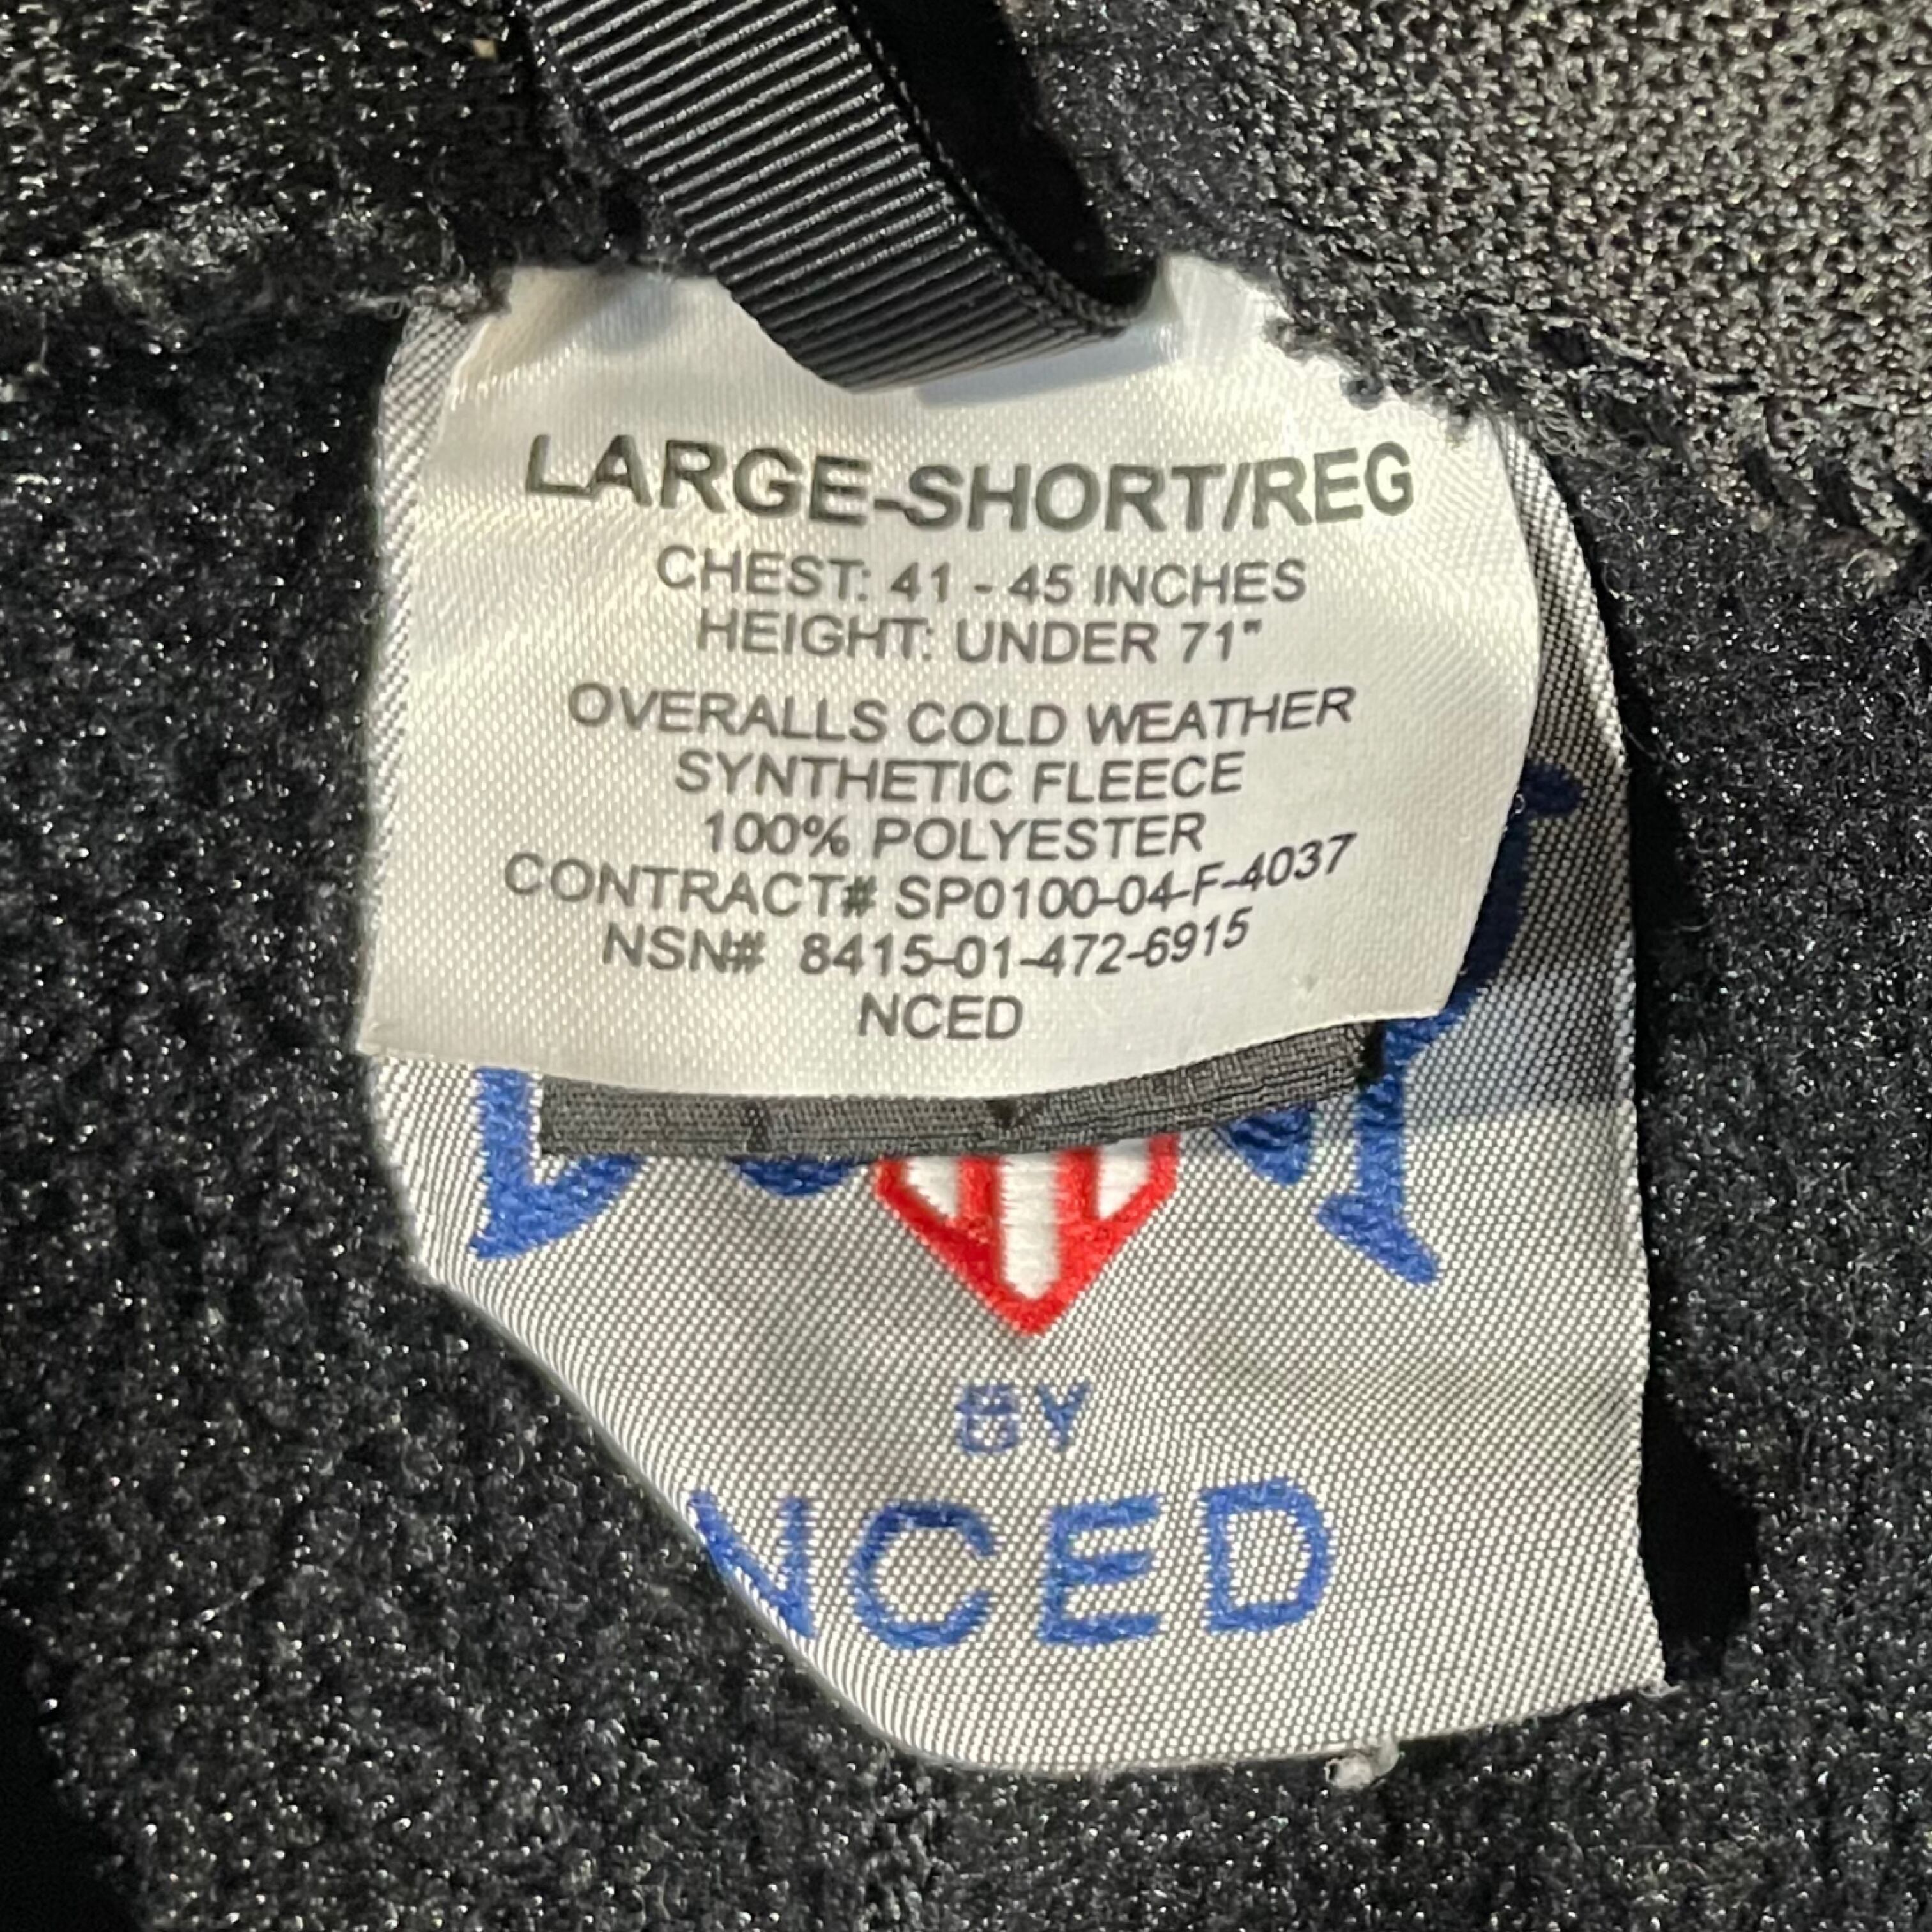 LARGE-SHORT/REG
CHEST: 41 - 45 INCHES
HEIGHT: UNDER 71"
OVERALLS COLD WEATHER
SYNTHETIC FLEECE
100% POLYESTER
CONTRACT# SP0100-04-F-4037
NSN# 8415-01-472-6915
NCED
BY
NCED